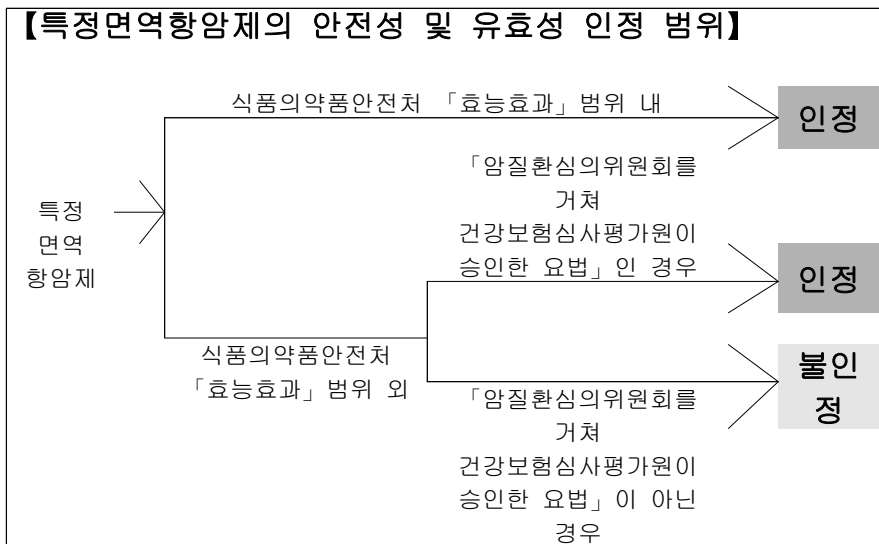 【특정면역항암제의 안전성 및 유효성 인정 범위】
식품의약품안전처 「효능효과」범위 내
인정
「암질환심의위원회를
거쳐
건강보험심사평가원이
승인한 요법」인 경우
특정
면역
항암제
인정
식품의약품안전처
「효능효과」범위 외
불인
정
「암질환심의위원회를
거쳐
건강보험심사평가원이
승인한 요법」이 아닌
경우